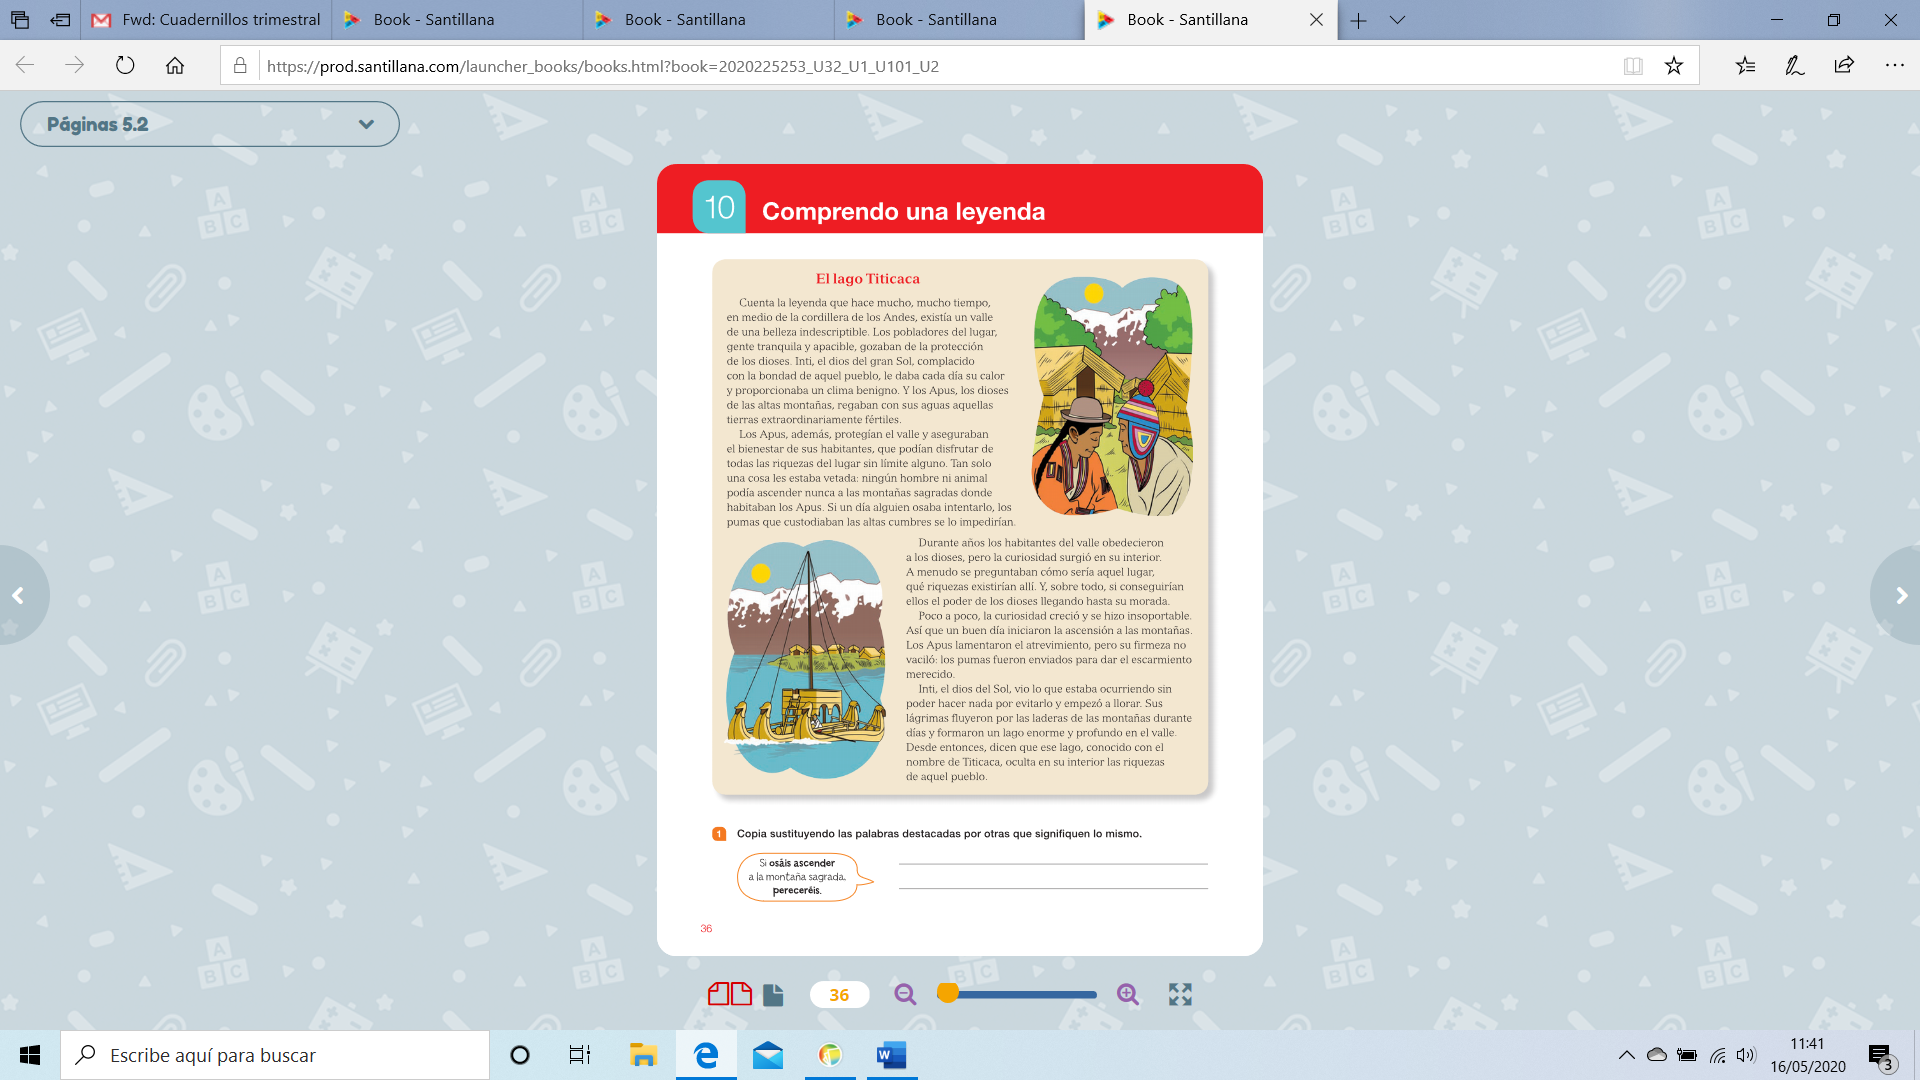 Fwd: Cuadernillos trimestral
Book - Santillana
Book - Santillana
Book - Santillana
Book - Santillana
https://prod.santillana.com/launcher_books/books.html?book=2020225253_U32_U1_U101_U2
Páginas 5.2
10
Comprendo una leyenda
El lago Titicaca
Cuenta la leyenda que hace mucho, mucho tiempo,
en medio de la cordillera de los Andes, existía un valle
de una belleza indescriptible. Los pobladores del lugar,
gente tranquila y apacible, gozaban de la protección
de los dioses. Inti, el dios del gran Sol, complacido
con la bondad de aquel pueblo, le daba cada día su calor
y proporcionaba un clima benigno. Y los Apus, los dioses
de las altas montañas, regaban con sus aguas aquellas
tierras extraordinariamente fértiles.
Los Apus, además, protegían el valle y aseguraban
el bienestar de sus habitantes, que podían disfrutar de
todas las riquezas del lugar sin límite alguno. Tan solo
una cosa les estaba vetada: ningún hombre ni animal
podía ascender nunca a las montañas sagradas donde
habitaban los Apus. Si un día alguien osaba intentarlo, los
pumas que custodiaban las altas cumbres se lo impedirían.
Durante años los habitantes del valle obedecieron
a los dioses, pero la curiosidad surgió en su interior.
A menudo se preguntaban cómo sería aquel lugar,
qué riquezas existirían allí. Y, sobre todo, si conseguirían
ellos el poder de los dioses llegando hasta su morada.
Poco a poco, la curiosidad creció y se hizo insoportable.
Así que un buen día iniciaron la ascensión a las montañas.
Los Apus lamentaron el atrevimiento, pero su firmeza no
vaciló: los pumas fueron enviados para dar el escarmiento
merecido.
Inti, el dios del Sol, vio lo que estaba ocurriendo sin
poder hacer nada por evitarlo y empezó a llorar. Sus
lágrimas fluyeron por las laderas de las montañas durante
días y formaron un lago enorme y profundo en el valle.
Desde entonces, dicen que ese lago, conocido con el
nombre de Titicaca, oculta en su interior las riquezas
de aquel pueblo.
1 Copia sustituyendo las palabras destacadas por otras que signifiquen lo mismo.
Si osáis ascender
a la montaña sagrada,
pereceréis.
36
36
Escribe aquí para buscar
11:41
16/05/2020
3